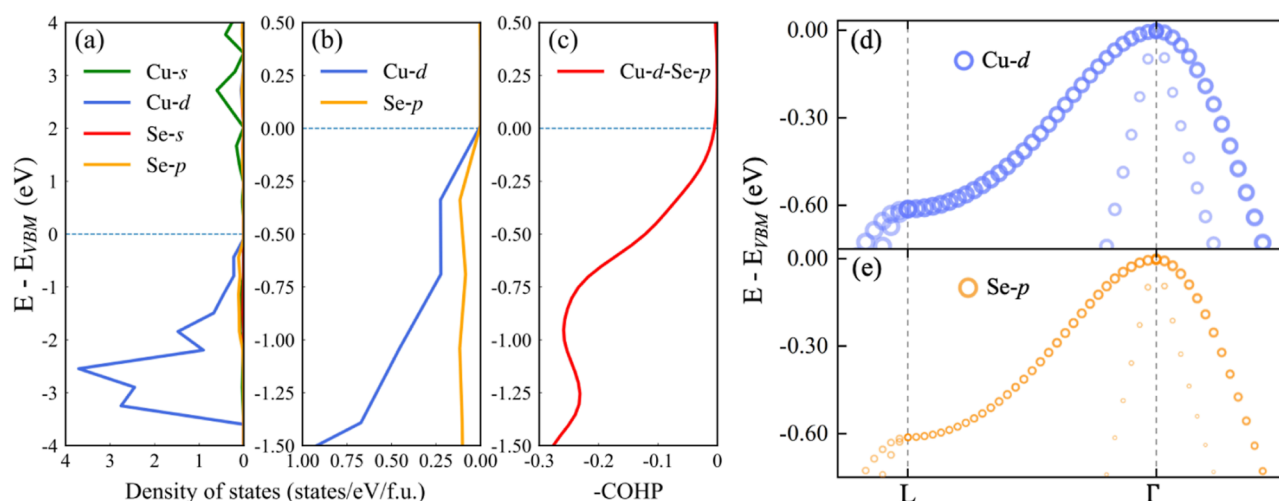 (a)
Cu-s
Cu-d
Se-s
Se-p
4
3
2
1
0
-1
-2
-3
-4
E - E_VBM (eV)
4 3 2 1 0
(b)
Cu-d
Se-p
0.50
0.25
0.00
-0.25
-0.50
-0.75
-1.00
-1.25
-1.50
1.00 0.75 0.50 0.25 0.00
Density of states (states/eV/f.u.)
(c)
Cu-d-Se-p
0.50
0.25
0.00
-0.25
-0.50
-0.75
-1.00
-1.25
-1.50
-0.3 -0.2 -0.1 0
-COHP
(d)
Cu-d
0.00
-0.30
-0.60
E - E_VBM (eV)
(e)
Se-p
0.00
-0.30
-0.60
L Γ